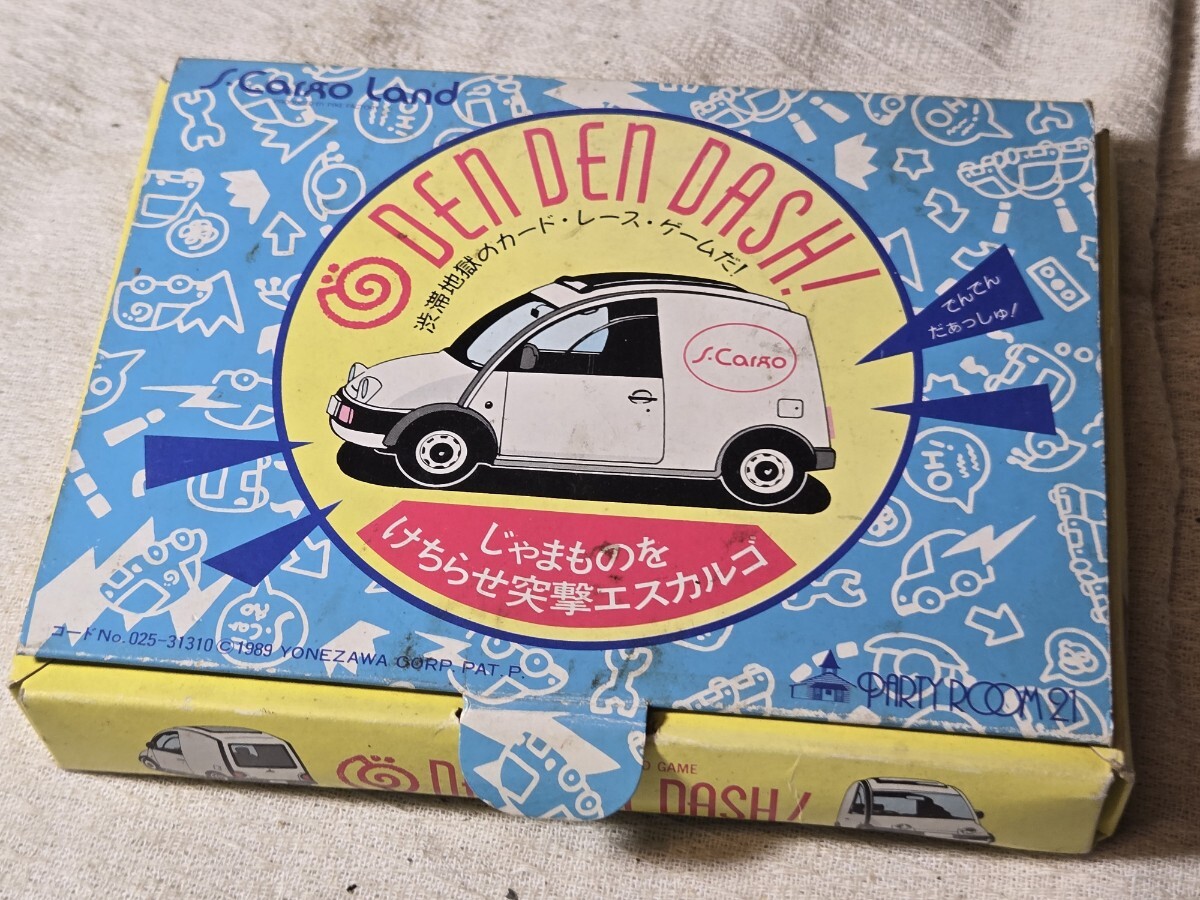 S·Cargo Land
DEN DEN DASH!
渋滞地獄のカード・レース・ゲームだ!
でんでん
だあっしゅ!
S·Cargo
じゃまものを
けちらせ突撃エスカルゴ
コードNo.025-31310 © 1989 YONEZAWA CORP. PAT. P.
PARTY ROOM 21
GAME
DASH!
OH!
OH!